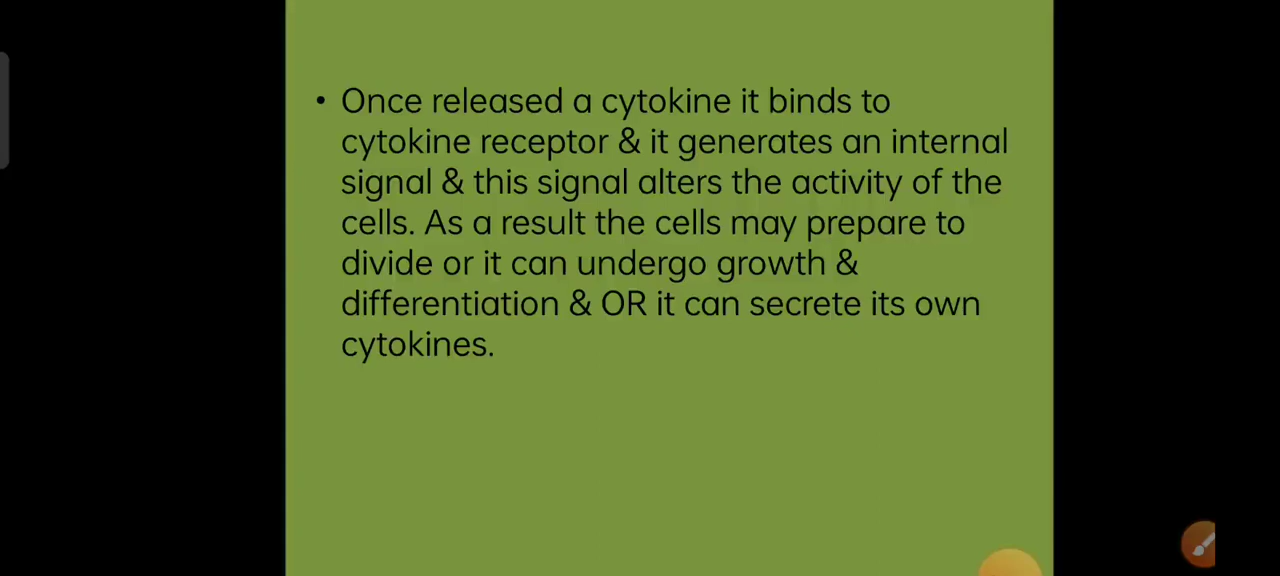 • Once released a cytokine it binds to
cytokine receptor & it generates an internal
signal & this signal alters the activity of the
cells. As a result the cells may prepare to
divide or it can undergo growth &
differentiation & OR it can secrete its own
cytokines.